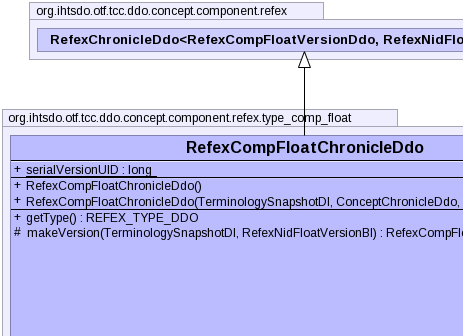 org.ihtsdo.otf.tcc.ddo.concept.component.refex
RefexChronicleDdo<RefexCompFloatVersionDdo, RefexNidFloa
org.ihtsdo.otf.tcc.ddo.concept.component.refex.type_comp_float
RefexCompFloatChronicleDdo
+ serialVersionUID : long
+ RefexCompFloatChronicleDdo()
+ RefexCompFloatChronicleDdo(TerminologySnapshotDI, ConceptChronicleDdo,
+ getType() : REFEX_TYPE_DDO
# makeVersion(TerminologySnapshotDI, RefexNidFloatVersionBI) : RefexCompFl